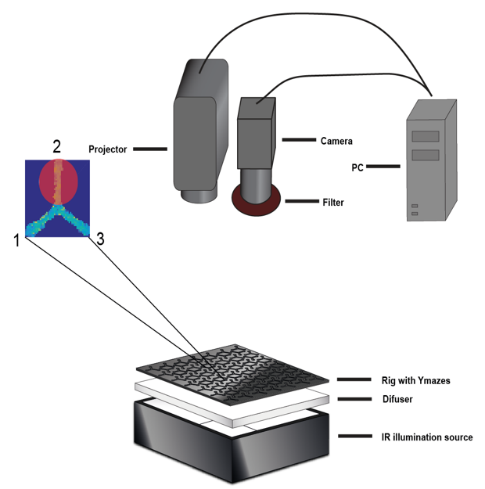 Projector
Camera
PC
Filter
2
1
3
Rig with Ymazes
Difuser
IR illumination source